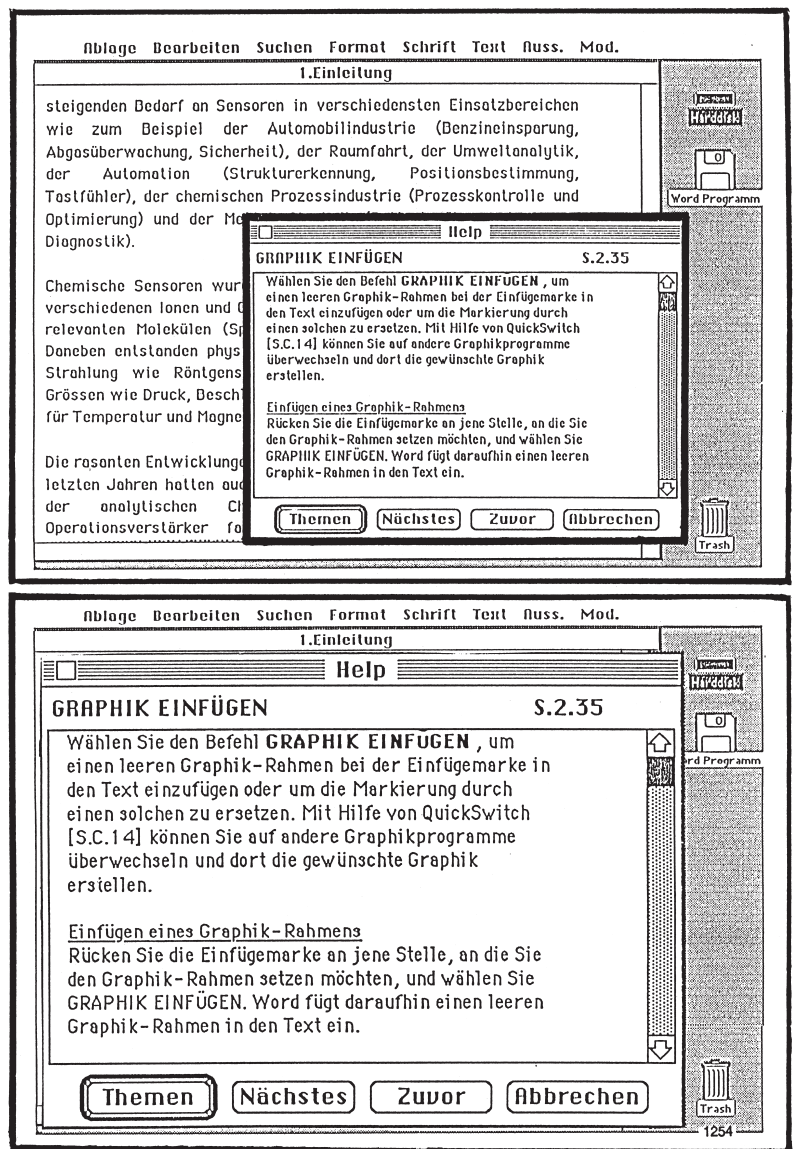 Ablage Bearbeiten Suchen Format Schrift Text Auss. Mod.
1.Einleitung
steigenden Bedarf an Sensoren in verschiedensten Einsatzbereichen
wie zum Beispiel der Automobilindustrie (Benzineinsparung,
Abgasüberwachung, Sicherheit), der Raumfahrt, der Umweltanalytik,
der Automation (Strukturerkennung, Positionsbestimmung,
Tastfühler), der chemischen Prozessindustrie (Prozesskontrolle und
Optimierung) und der
Diagnostik).
Chemische Sensoren
verschiedenen Ionen und
relevanten Molekülen
Daneben entstanden
Strahlung wie
Grössen wie Druck,
für Temperatur und
Die rasanten
letzten Jahren hatten
der analytischen
Operationsverstärker
Harddisk
Word Programm
Trash
Help
GRAPHIK EINFÜGEN S.2.35
Wählen Sie den Befehl GRAPHIK EINFÜGEN , um
einen leeren Graphik-Rahmen bei der Einfügemarke in
den Text einzufügen oder um die Markierung durch
einen solchen zu ersetzen. Mit Hilfe von QuickSwitch
[S.C.14] können Sie auf andere Graphikprogramme
überwechseln und dort die gewünschte Graphik
erstellen.
Einfügen eines Graphik-Rahmens
Rücken Sie die Einfügemarke an jene Stelle, an die Sie
den Graphik-Rahmen setzen möchten, und wählen Sie
GRAPHIK EINFÜGEN. Word fügt daraufhin einen leeren
Graphik-Rahmen in den Text ein.
Themen Nächstes Zuvor Abbrechen
Ablage Bearbeiten Suchen Format Schrift Text Auss. Mod.
1.Einleitung
Harddisk
Programm
Trash
Help
GRAPHIK EINFÜGEN S.2.35
Wählen Sie den Befehl GRAPHIK EINFÜGEN , um
einen leeren Graphik-Rahmen bei der Einfügemarke in
den Text einzufügen oder um die Markierung durch
einen solchen zu ersetzen. Mit Hilfe von QuickSwitch
[S.C.14] können Sie auf andere Graphikprogramme
überwechseln und dort die gewünschte Graphik
erstellen.
Einfügen eines Graphik-Rahmens
Rücken Sie die Einfügemarke an jene Stelle, an die Sie
den Graphik-Rahmen setzen möchten, und wählen Sie
GRAPHIK EINFÜGEN. Word fügt daraufhin einen leeren
Graphik-Rahmen in den Text ein.
Themen Nächstes Zuvor Abbrechen
1254